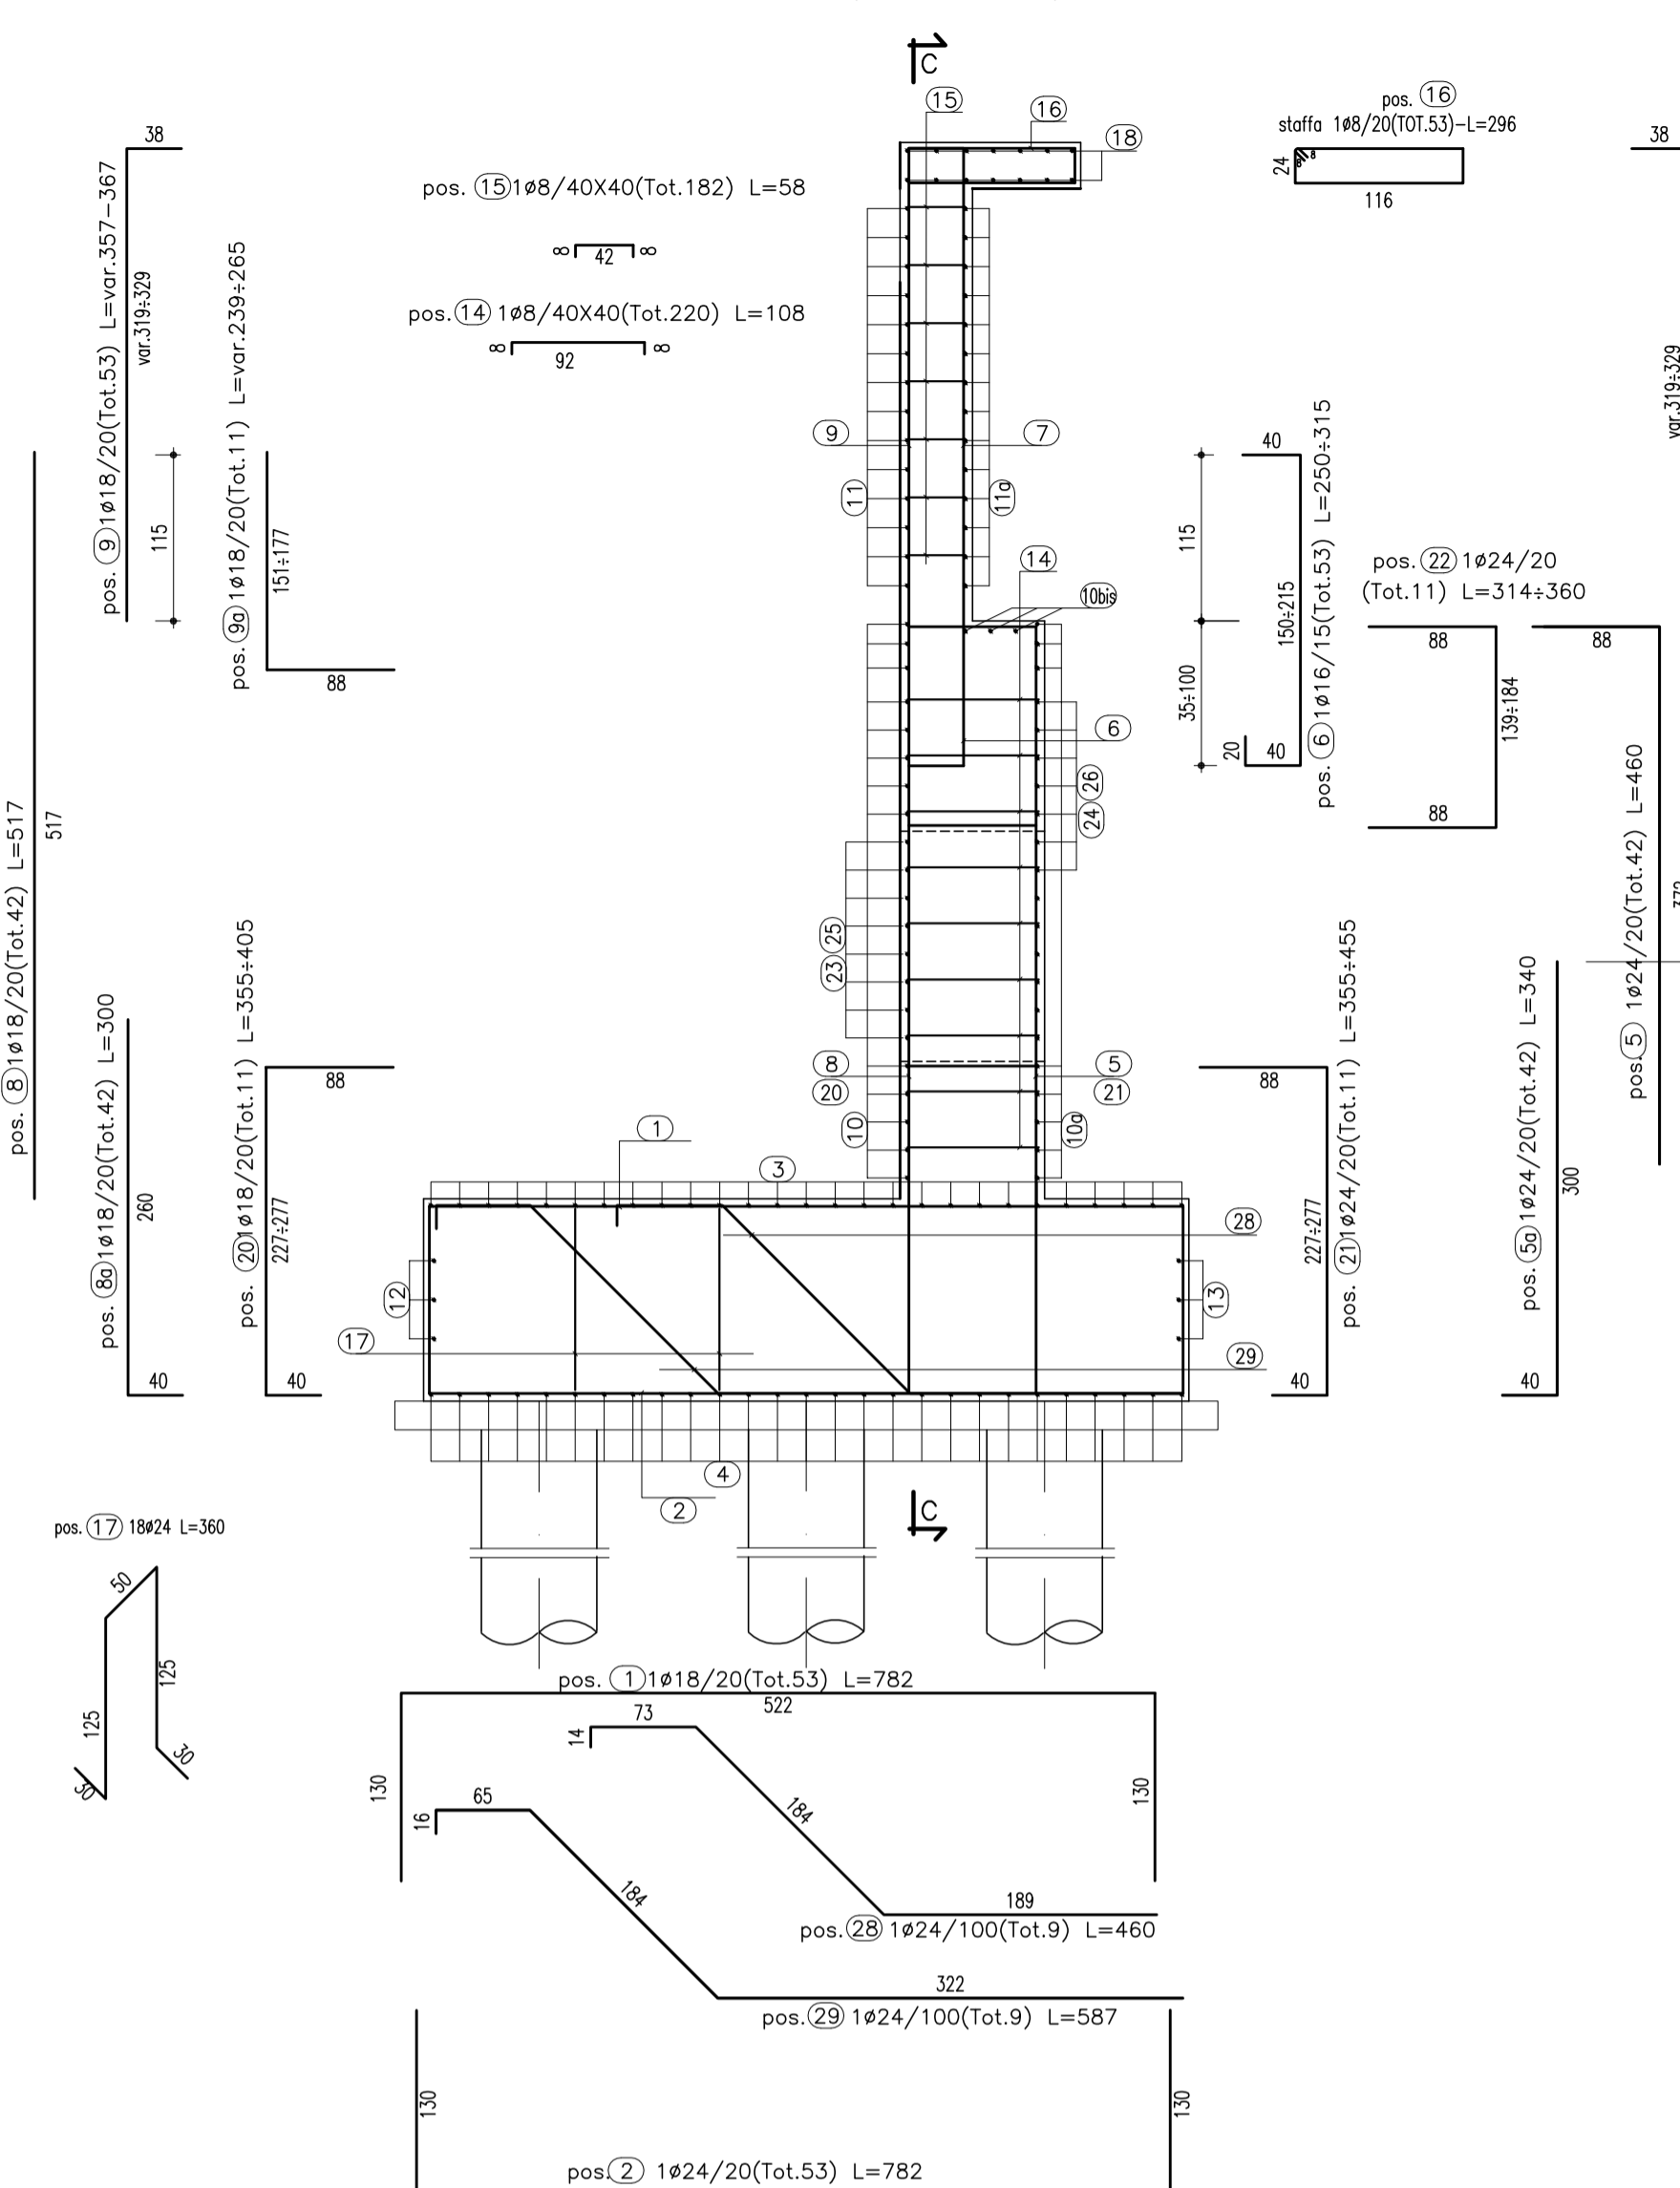 C
15
16
18
pos. 16
staffa 1ø8/20(TOT.53)-L=296
24
8
8
116
38
38
pos. 9 1ø18/20(Tot.53) L=var.357-367
var.319÷329
115
pos. 9a 1ø18/20(Tot.11) L=var.239÷265
151÷177
88
pos. 15 1ø8/40X40(Tot.182) L=58
8 42 8
pos. 14 1ø8/40X40(Tot.220) L=108
8 92 8
var.319÷329
9
7
11
11a
14
10bis
6
26
24
25
23
8
20
5
21
10
10a
1
3
28
12
13
17
29
4
2
C
40
115
35÷100
150÷215
20
40
pos. 6 1ø16/15(Tot.53) L=250÷315
pos. 22 1ø24/20
(Tot.11) L=314÷360
88
139÷184
88
88
pos. 5 1ø24/20(Tot.42) L=460
pos. 8 1ø18/20(Tot.42) L=517
517
pos. 8a 1ø18/20(Tot.42) L=300
260
40
pos. 20 1ø18/20(Tot.11) L=355÷405
88
227÷277
40
88
227÷277
40
pos. 21 1ø24/20(Tot.11) L=355÷455
pos. 5a 1ø24/20(Tot.42) L=340
300
40
pos. 17 18ø24 L=360
50
125
125
30
30
pos. 1 1ø18/20(Tot.53) L=782
522
130
130
14
73
184
189
pos. 28 1ø24/100(Tot.9) L=460
16
65
184
322
pos. 29 1ø24/100(Tot.9) L=587
130
130
pos. 2 1ø24/20(Tot.53) L=782